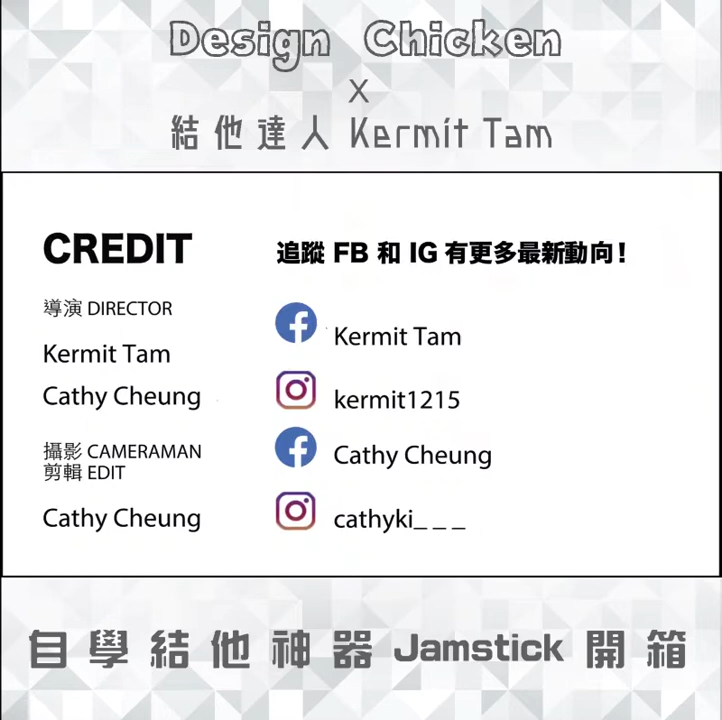 Design Chicken
X
結他達人 Kermit Tam
CREDIT
導演 DIRECTOR
Kermit Tam
Cathy Cheung
攝影 CAMERAMAN
剪輯 EDIT
Cathy Cheung
追蹤 FB 和 IG 有更多最新動向！
Kermit Tam
kermit1215
Cathy Cheung
cathyki_ _ _
自學結他神器 Jamstick 開箱